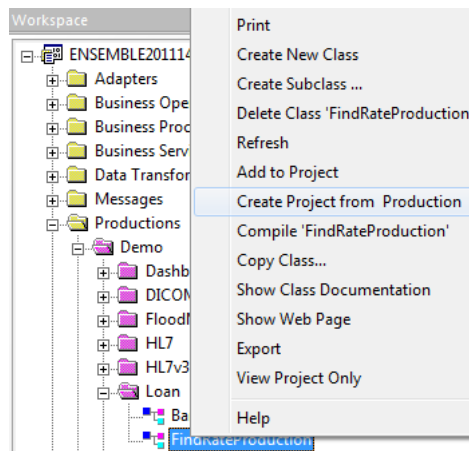 Workspace
ENSEMBLE201114
Adapters
Business Ope
Business Proc
Business Serv
Data Transfor
Messages
Productions
Demo
Dashb
DICOM
FloodM
HL7
HL7v3
Loan
Ba
FindRateProduction
Print
Create New Class
Create Subclass ...
Delete Class 'FindRateProduction
Refresh
Add to Project
Create Project from Production
Compile 'FindRateProduction'
Copy Class...
Show Class Documentation
Show Web Page
Export
View Project Only
Help